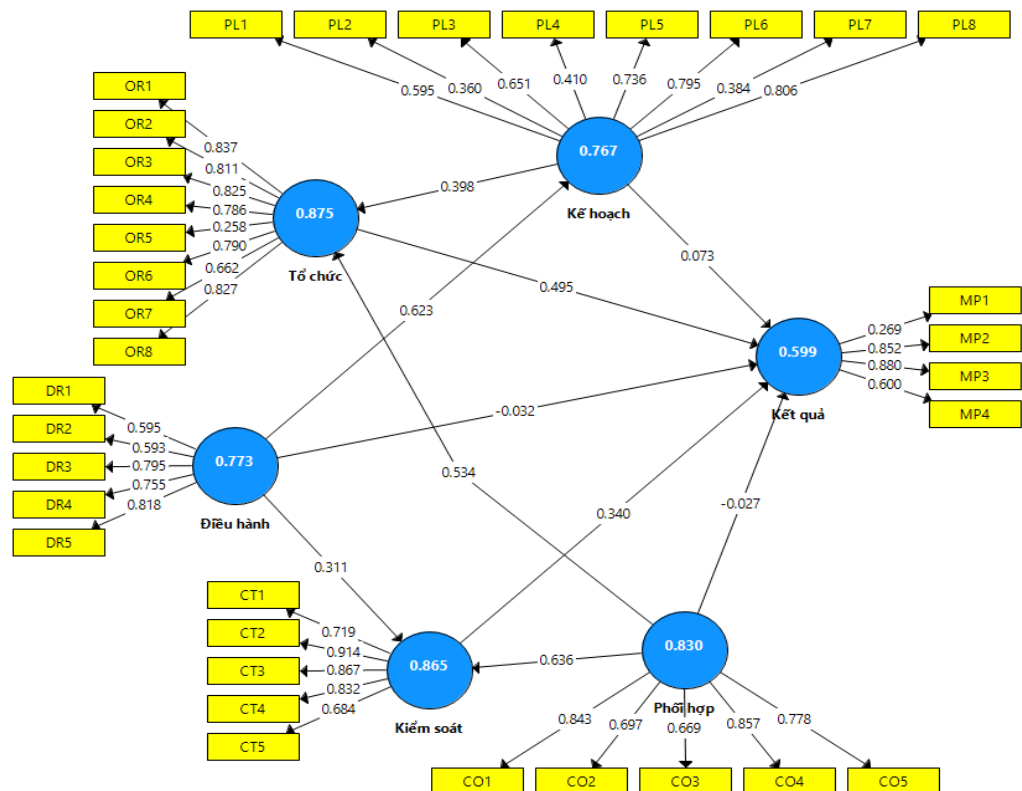 PL1 PL2 PL3 PL4 PL5 PL6 PL7 PL8
0.595 0.360 0.651 0.410 0.736 0.795 0.384 0.806
0.767
Kế hoạch
OR1
OR2
OR3
OR4
OR5
OR6
OR7
OR8
0.837
0.811
0.825
0.786
0.258
0.790
0.662
0.827
0.875
Tổ chức
0.398
0.073
0.495
0.623
0.599
Kết quả
0.269
0.852
0.880
0.600
MP1
MP2
MP3
MP4
DR1
DR2
DR3
DR4
DR5
0.595
0.593
0.795
0.755
0.818
0.773
Điều hành
-0.032
0.534
0.340
-0.027
0.311
CT1
CT2
CT3
CT4
CT5
0.719
0.914
0.867
0.832
0.684
0.865
Kiểm soát
0.636
0.830
Phối hợp
0.843 0.697 0.669 0.857 0.778
CO1 CO2 CO3 CO4 CO5